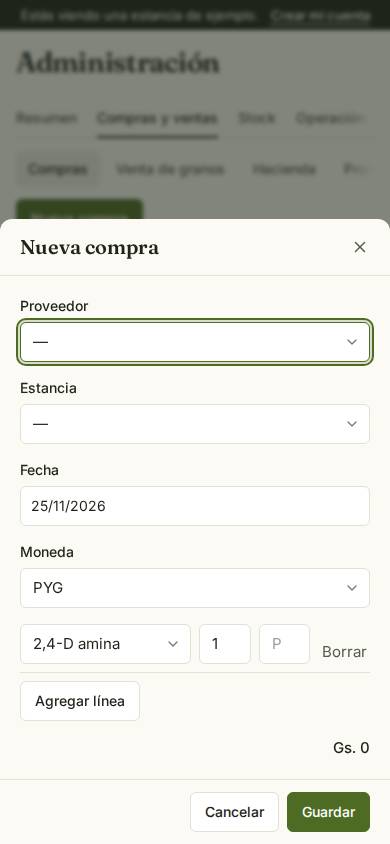 Estás viendo una estancia de ejemplo. Crear mi cuenta
Administración
Resumen Compras y ventas Stock Operación
Compras Venta de granos Hacienda
Nueva compra
Proveedor
—
Estancia
—
Fecha
25/11/2026
Moneda
PYG
2,4-D amina 1 P Borrar
Agregar línea
Gs. 0
Cancelar Guardar